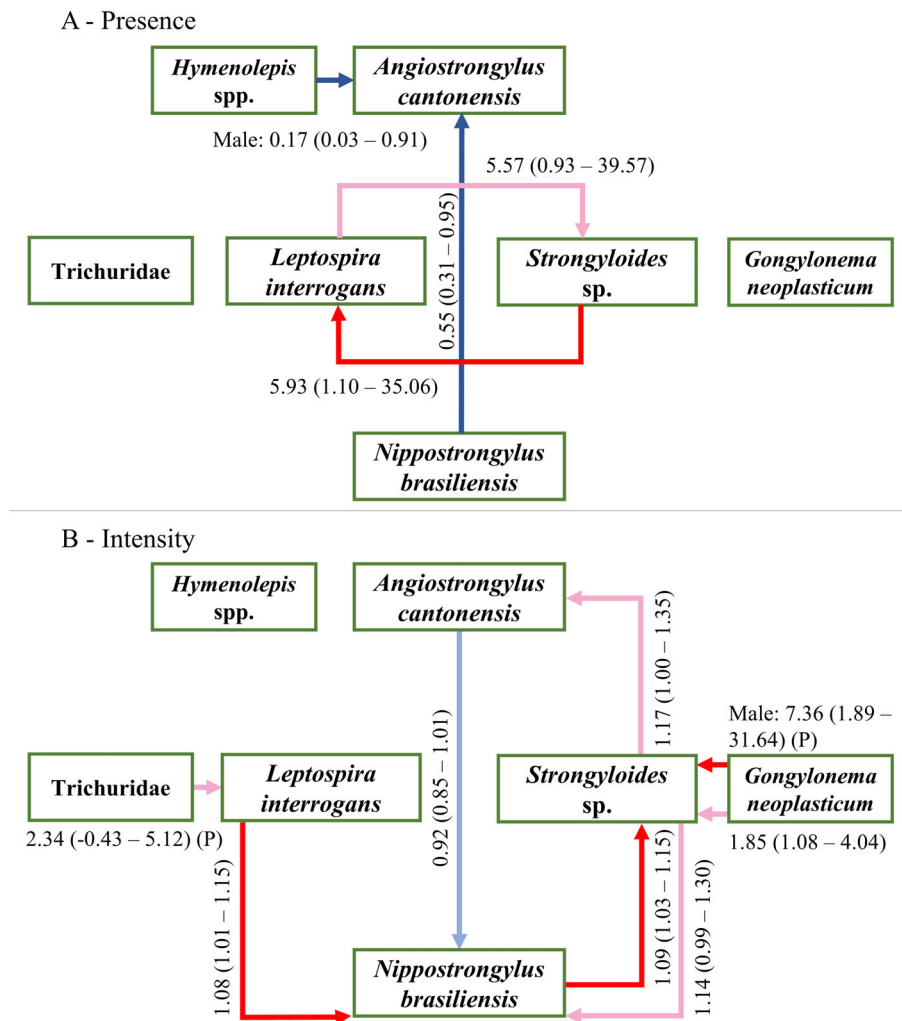 A - Presence
Hymenolepis
spp.
Angiostrongylus
cantonensis
Male: 0.17 (0.03 – 0.91)
5.57 (0.93 – 39.57)
0.55 (0.31 – 0.95)
Trichuridae
Leptospira
interrogans
Strongyloides
sp.
Gongylonema
neoplasticum
5.93 (1.10 – 35.06)
Nippostrongylus
brasiliensis
B - Intensity
Hymenolepis
spp.
Angiostrongylus
cantonensis
1.17 (1.00 – 1.35)
0.92 (0.85 – 1.01)
Male: 7.36 (1.89 –
31.64) (P)
Trichuridae
Leptospira
interrogans
Strongyloides
sp.
Gongylonema
neoplasticum
2.34 (-0.43 – 5.12) (P)
1.85 (1.08 – 4.04)
1.08 (1.01 – 1.15)
1.09 (1.03 – 1.15)
1.14 (0.99 – 1.30)
Nippostrongylus
brasiliensis